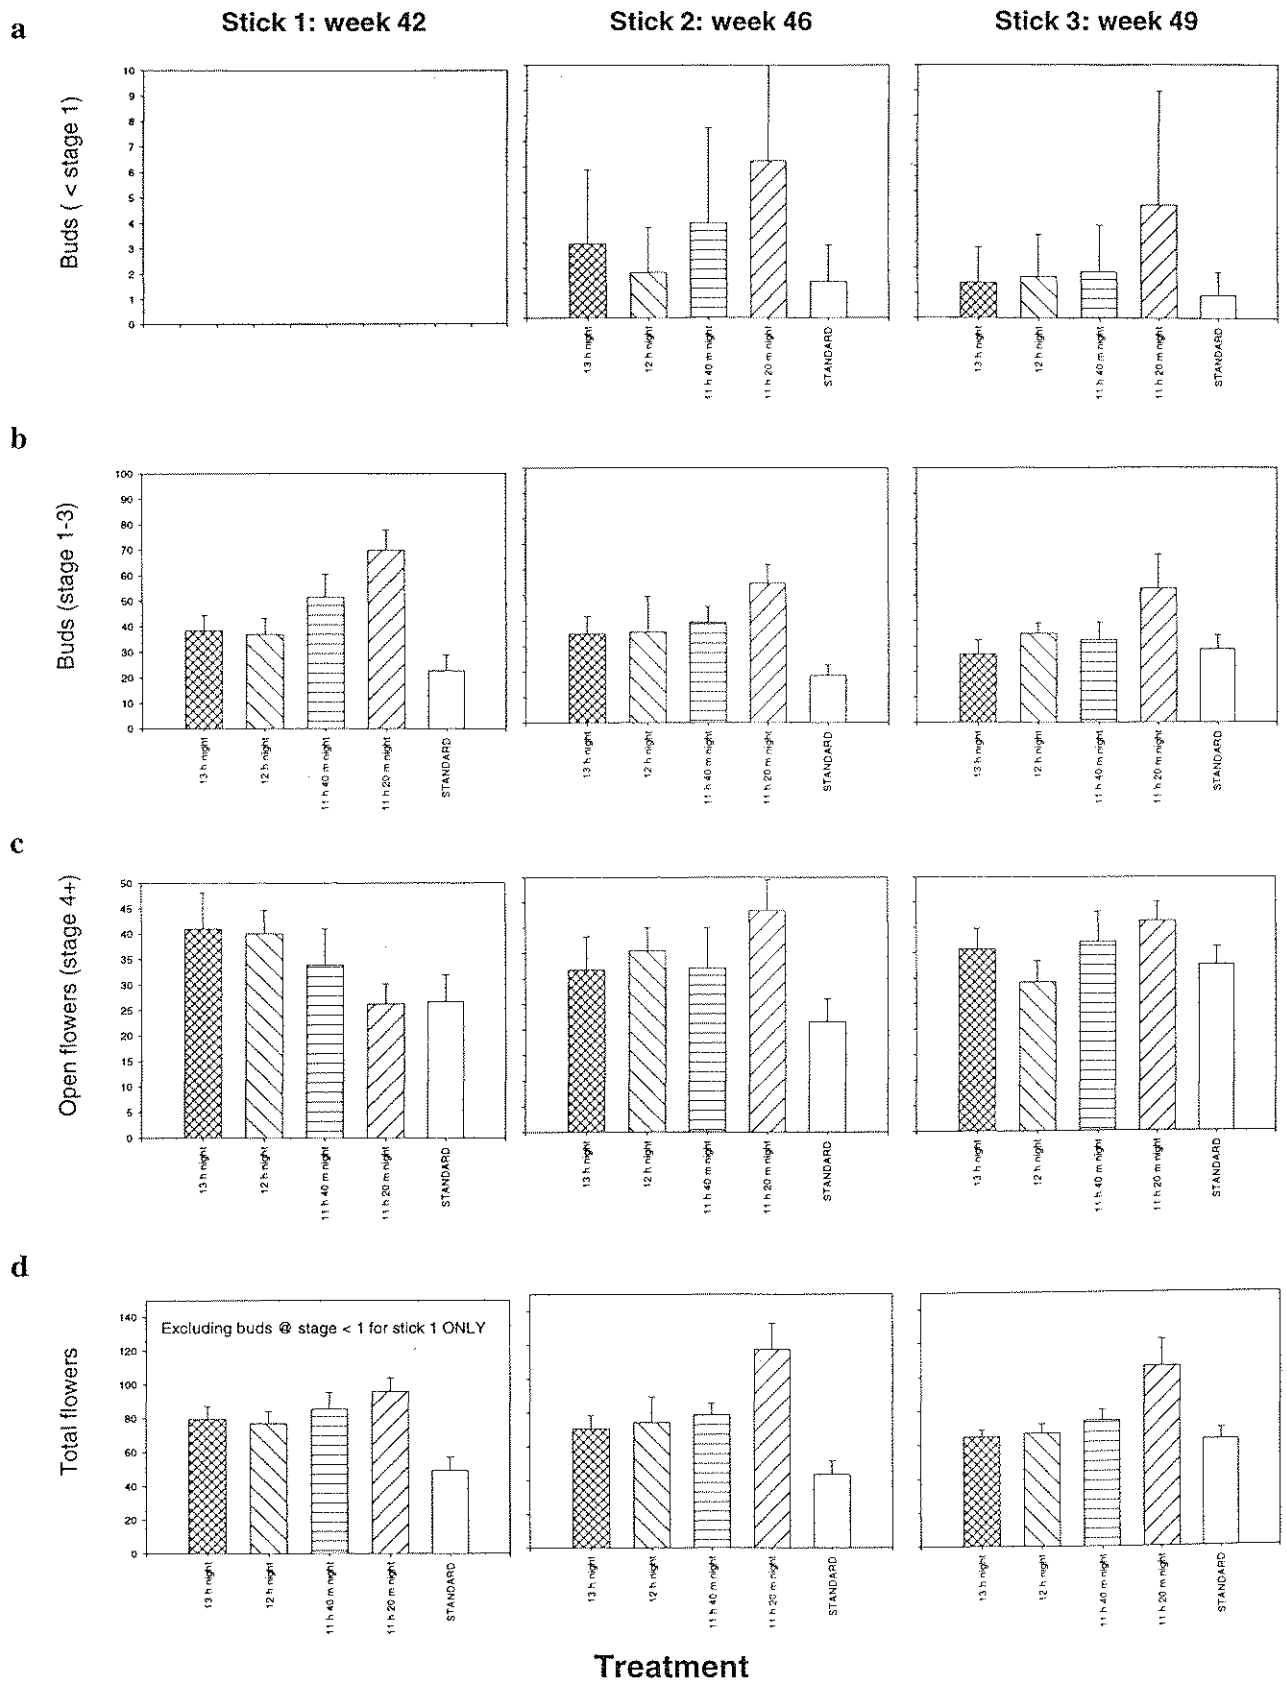 a
Stick 1: week 42
Stick 2: week 46
Stick 3: week 49
Buds ( < stage 1)
10
9
8
7
6
5
4
3
2
1
0
13 h night
12 h night
11 h 40 m night
11 h 20 m night
STANDARD
13 h night
12 h night
11 h 40 m night
11 h 20 m night
STANDARD
b
Buds (stage 1-3)
100
90
80
70
60
50
40
30
20
10
0
13 h night
12 h night
11 h 40 m night
11 h 20 m night
STANDARD
13 h night
12 h night
11 h 40 m night
11 h 20 m night
STANDARD
13 h night
12 h night
11 h 40 m night
11 h 20 m night
STANDARD
c
Open flowers (stage 4+)
50
45
40
35
30
25
20
15
10
5
0
13 h night
12 h night
11 h 40 m night
11 h 20 m night
STANDARD
13 h night
12 h night
11 h 40 m night
11 h 20 m night
STANDARD
13 h night
12 h night
11 h 40 m night
11 h 20 m night
STANDARD
d
Total flowers
Excluding buds @ stage < 1 for stick 1 ONLY
140
120
100
80
60
40
20
0
13 h night
12 h night
11 h 40 m night
11 h 20 m night
STANDARD
13 h night
12 h night
11 h 40 m night
11 h 20 m night
STANDARD
13 h night
12 h night
11 h 40 m night
11 h 20 m night
STANDARD
Treatment